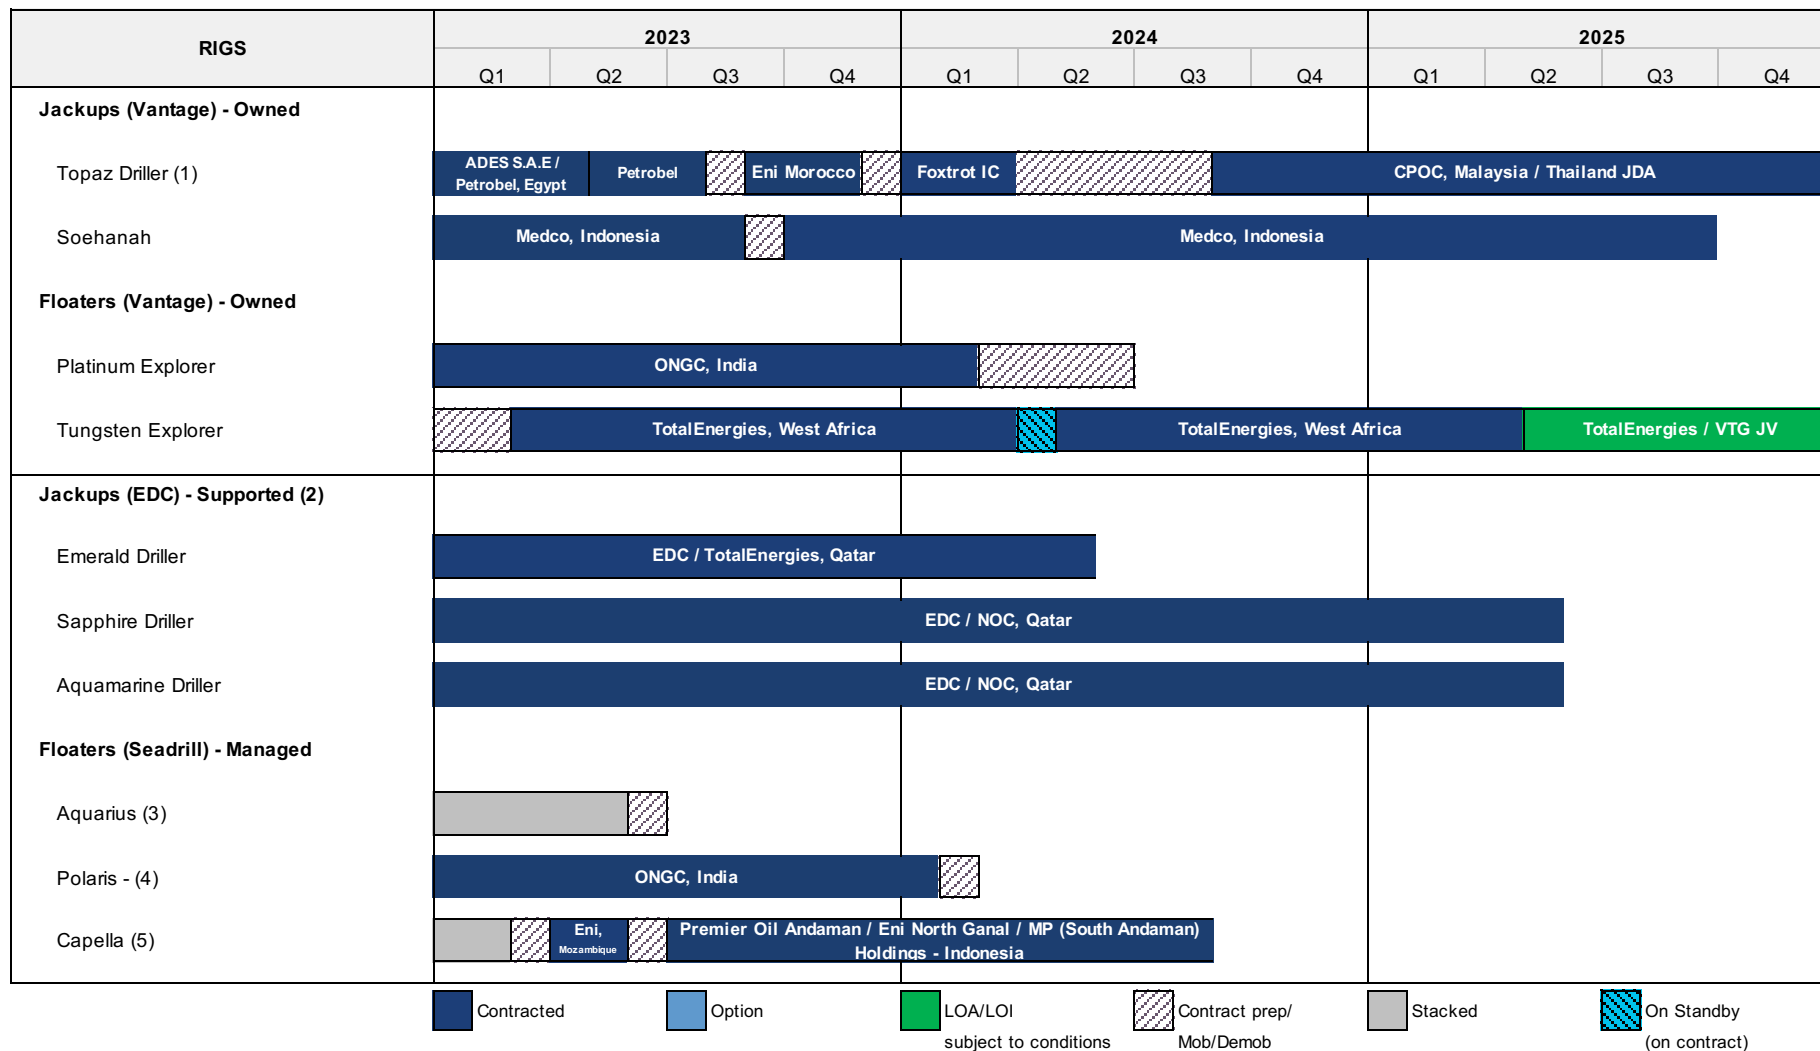 RIGS
2023
2024
2025
Q1 Q2 Q3 Q4 Q1 Q2 Q3 Q4 Q1 Q2 Q3 Q4
Jackups (Vantage) - Owned
Topaz Driller (1)
ADES S.A.E /
Petrobel, Egypt
Petrobel
Eni Morocco
Foxtrot IC
CPOC, Malaysia / Thailand JDA
Soehanah
Medco, Indonesia
Medco, Indonesia
Floaters (Vantage) - Owned
Platinum Explorer
ONGC, India
Tungsten Explorer
TotalEnergies, West Africa
TotalEnergies, West Africa
TotalEnergies / VTG JV
Jackups (EDC) - Supported (2)
Emerald Driller
EDC / TotalEnergies, Qatar
Sapphire Driller
EDC / NOC, Qatar
Aquamarine Driller
EDC / NOC, Qatar
Floaters (Seadrill) - Managed
Aquarius (3)
Polaris - (4)
ONGC, India
Capella (5)
Eni,
Mozambique
Premier Oil Andaman / Eni North Ganal / MP (South Andaman)
Holdings - Indonesia
Contracted
Option
LOA/LOI
subject to conditions
Contract prep/
Mob/Demob
Stacked
On Standby
(on contract)